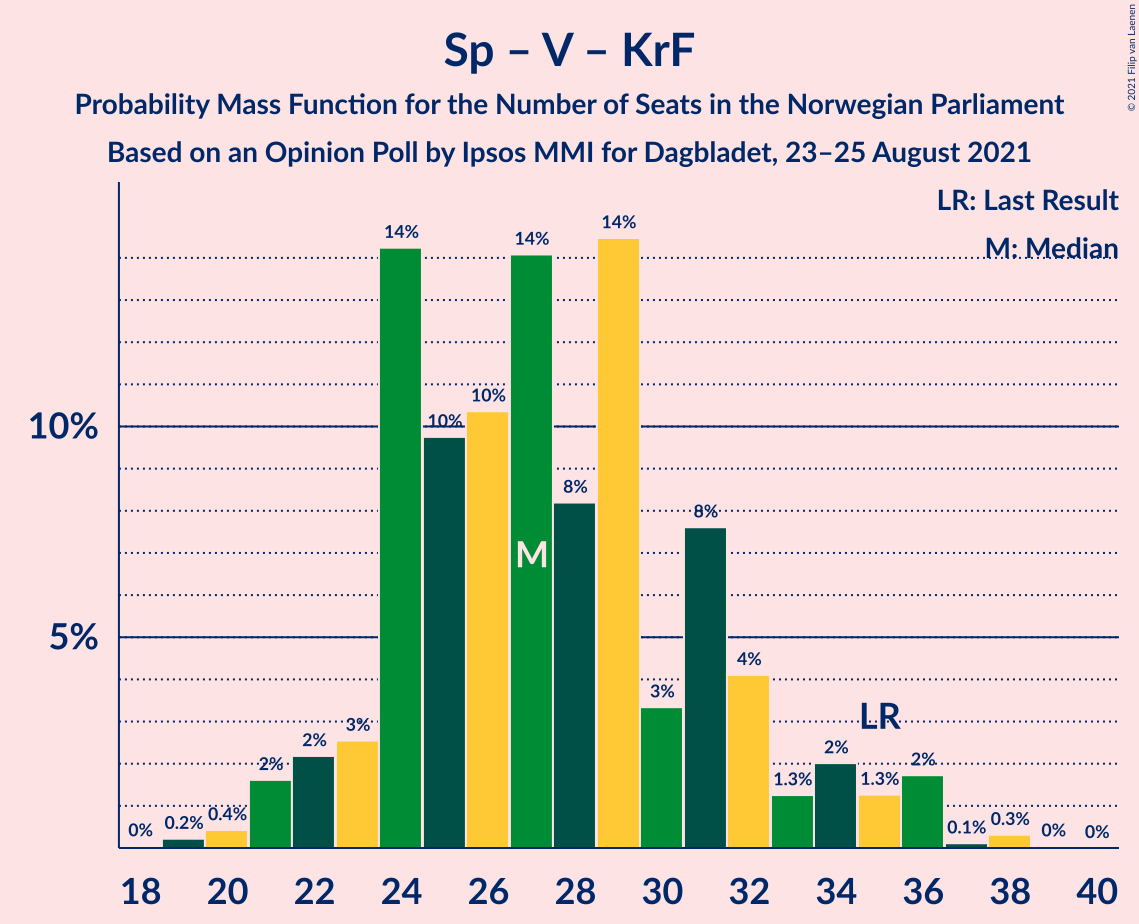 Sp – V – KrF
Probability Mass Function for the Number of Seats in the Norwegian Parliament
Based on an Opinion Poll by Ipsos MMI for Dagbladet, 23–25 August 2021
© 2021 Filip van Laenen
LR: Last Result
M: Median
10%
5%
0%
0.2%
0.4%
2%
2%
3%
14%
10%
10%
14%
8%
14%
3%
8%
4%
1.3%
2%
1.3%
2%
0.1%
0.3%
0%
0%
M
LR
18 20 22 24 26 28 30 32 34 36 38 40